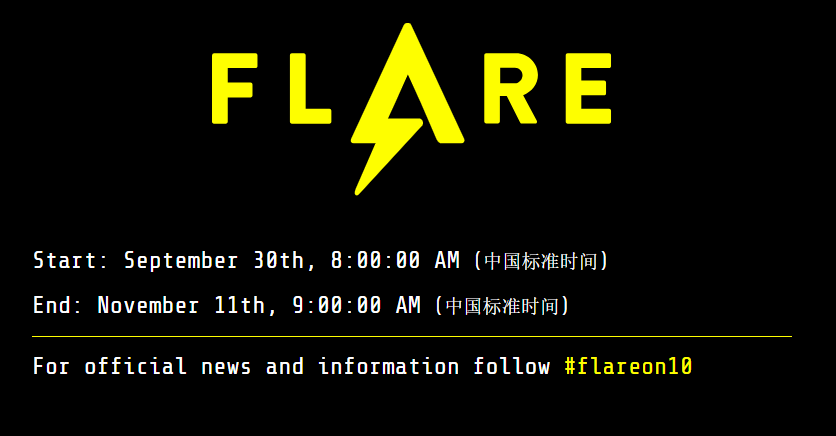 FLARE
Start: September 30th, 8:00:00 AM (中国标准时间)
End: November 11th, 9:00:00 AM (中国标准时间)
For official news and information follow #flareon10